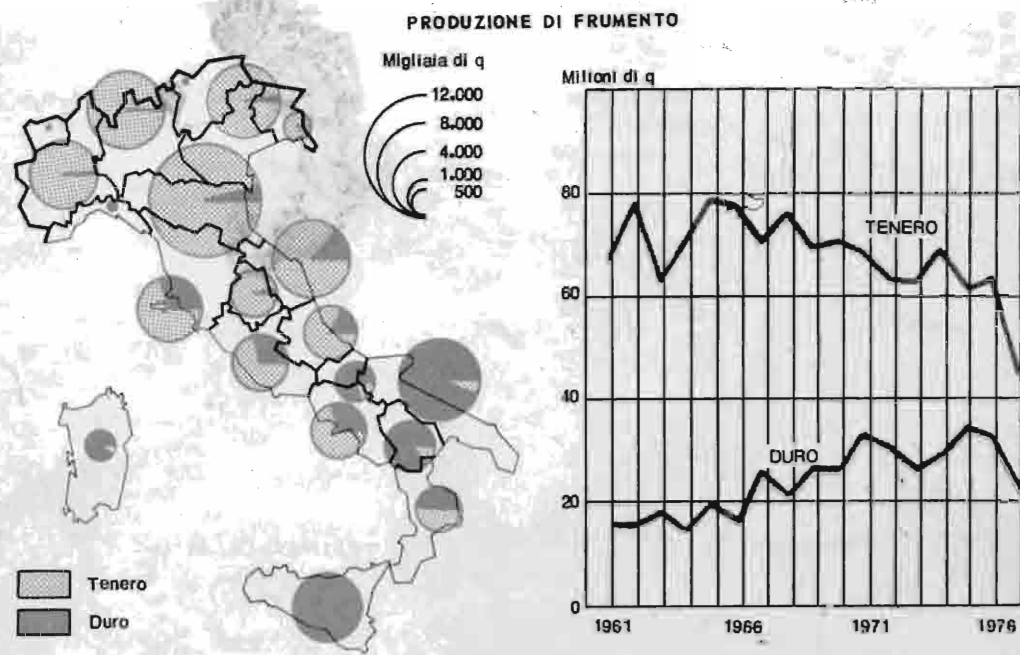 PRODUZIONE DI FRUMENTO
Migliaia di q
12.000
8.000
4.000
1.000
500
Tenero
Duro
Milioni di q
80
60
40
20
0
TENERO
DURO
1961
1966
1971
1976